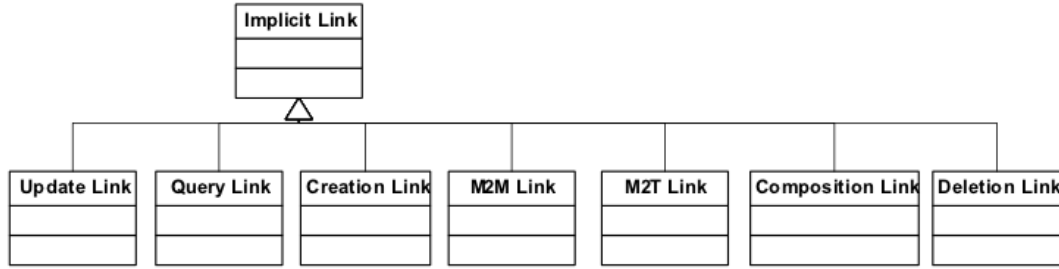 Implicit Link
Update Link
Query Link
Creation Link
M2M Link
M2T Link
Composition Link
Deletion Link